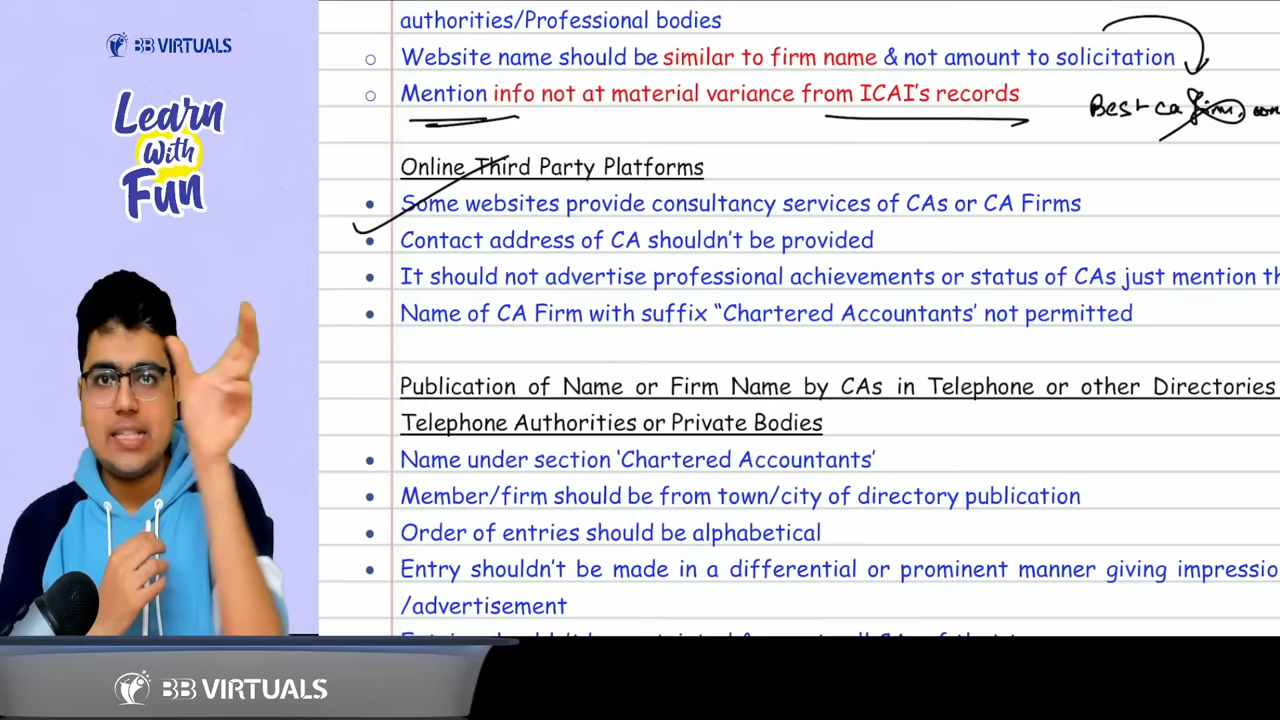 BB VIRTUALS
Learn
With
Fun
authorities/Professional bodies
Website name should be similar to firm name & not amount to solicitation
Mention info not at material variance from ICAI's records
Best ca firm.
Online Third Party Platforms
Some websites provide consultancy services of CAs or CA Firms
Contact address of CA shouldn't be provided
It should not advertise professional achievements or status of CAs just mention th
Name of CA Firm with suffix “Chartered Accountants’ not permitted
Publication of Name or Firm Name by CAs in Telephone or other Directories
Telephone Authorities or Private Bodies
Name under section ‘Chartered Accountants’
Member/firm should be from town/city of directory publication
Order of entries should be alphabetical
Entry shouldn't be made in a differential or prominent manner giving impressio
/advertisement
BB VIRTUALS